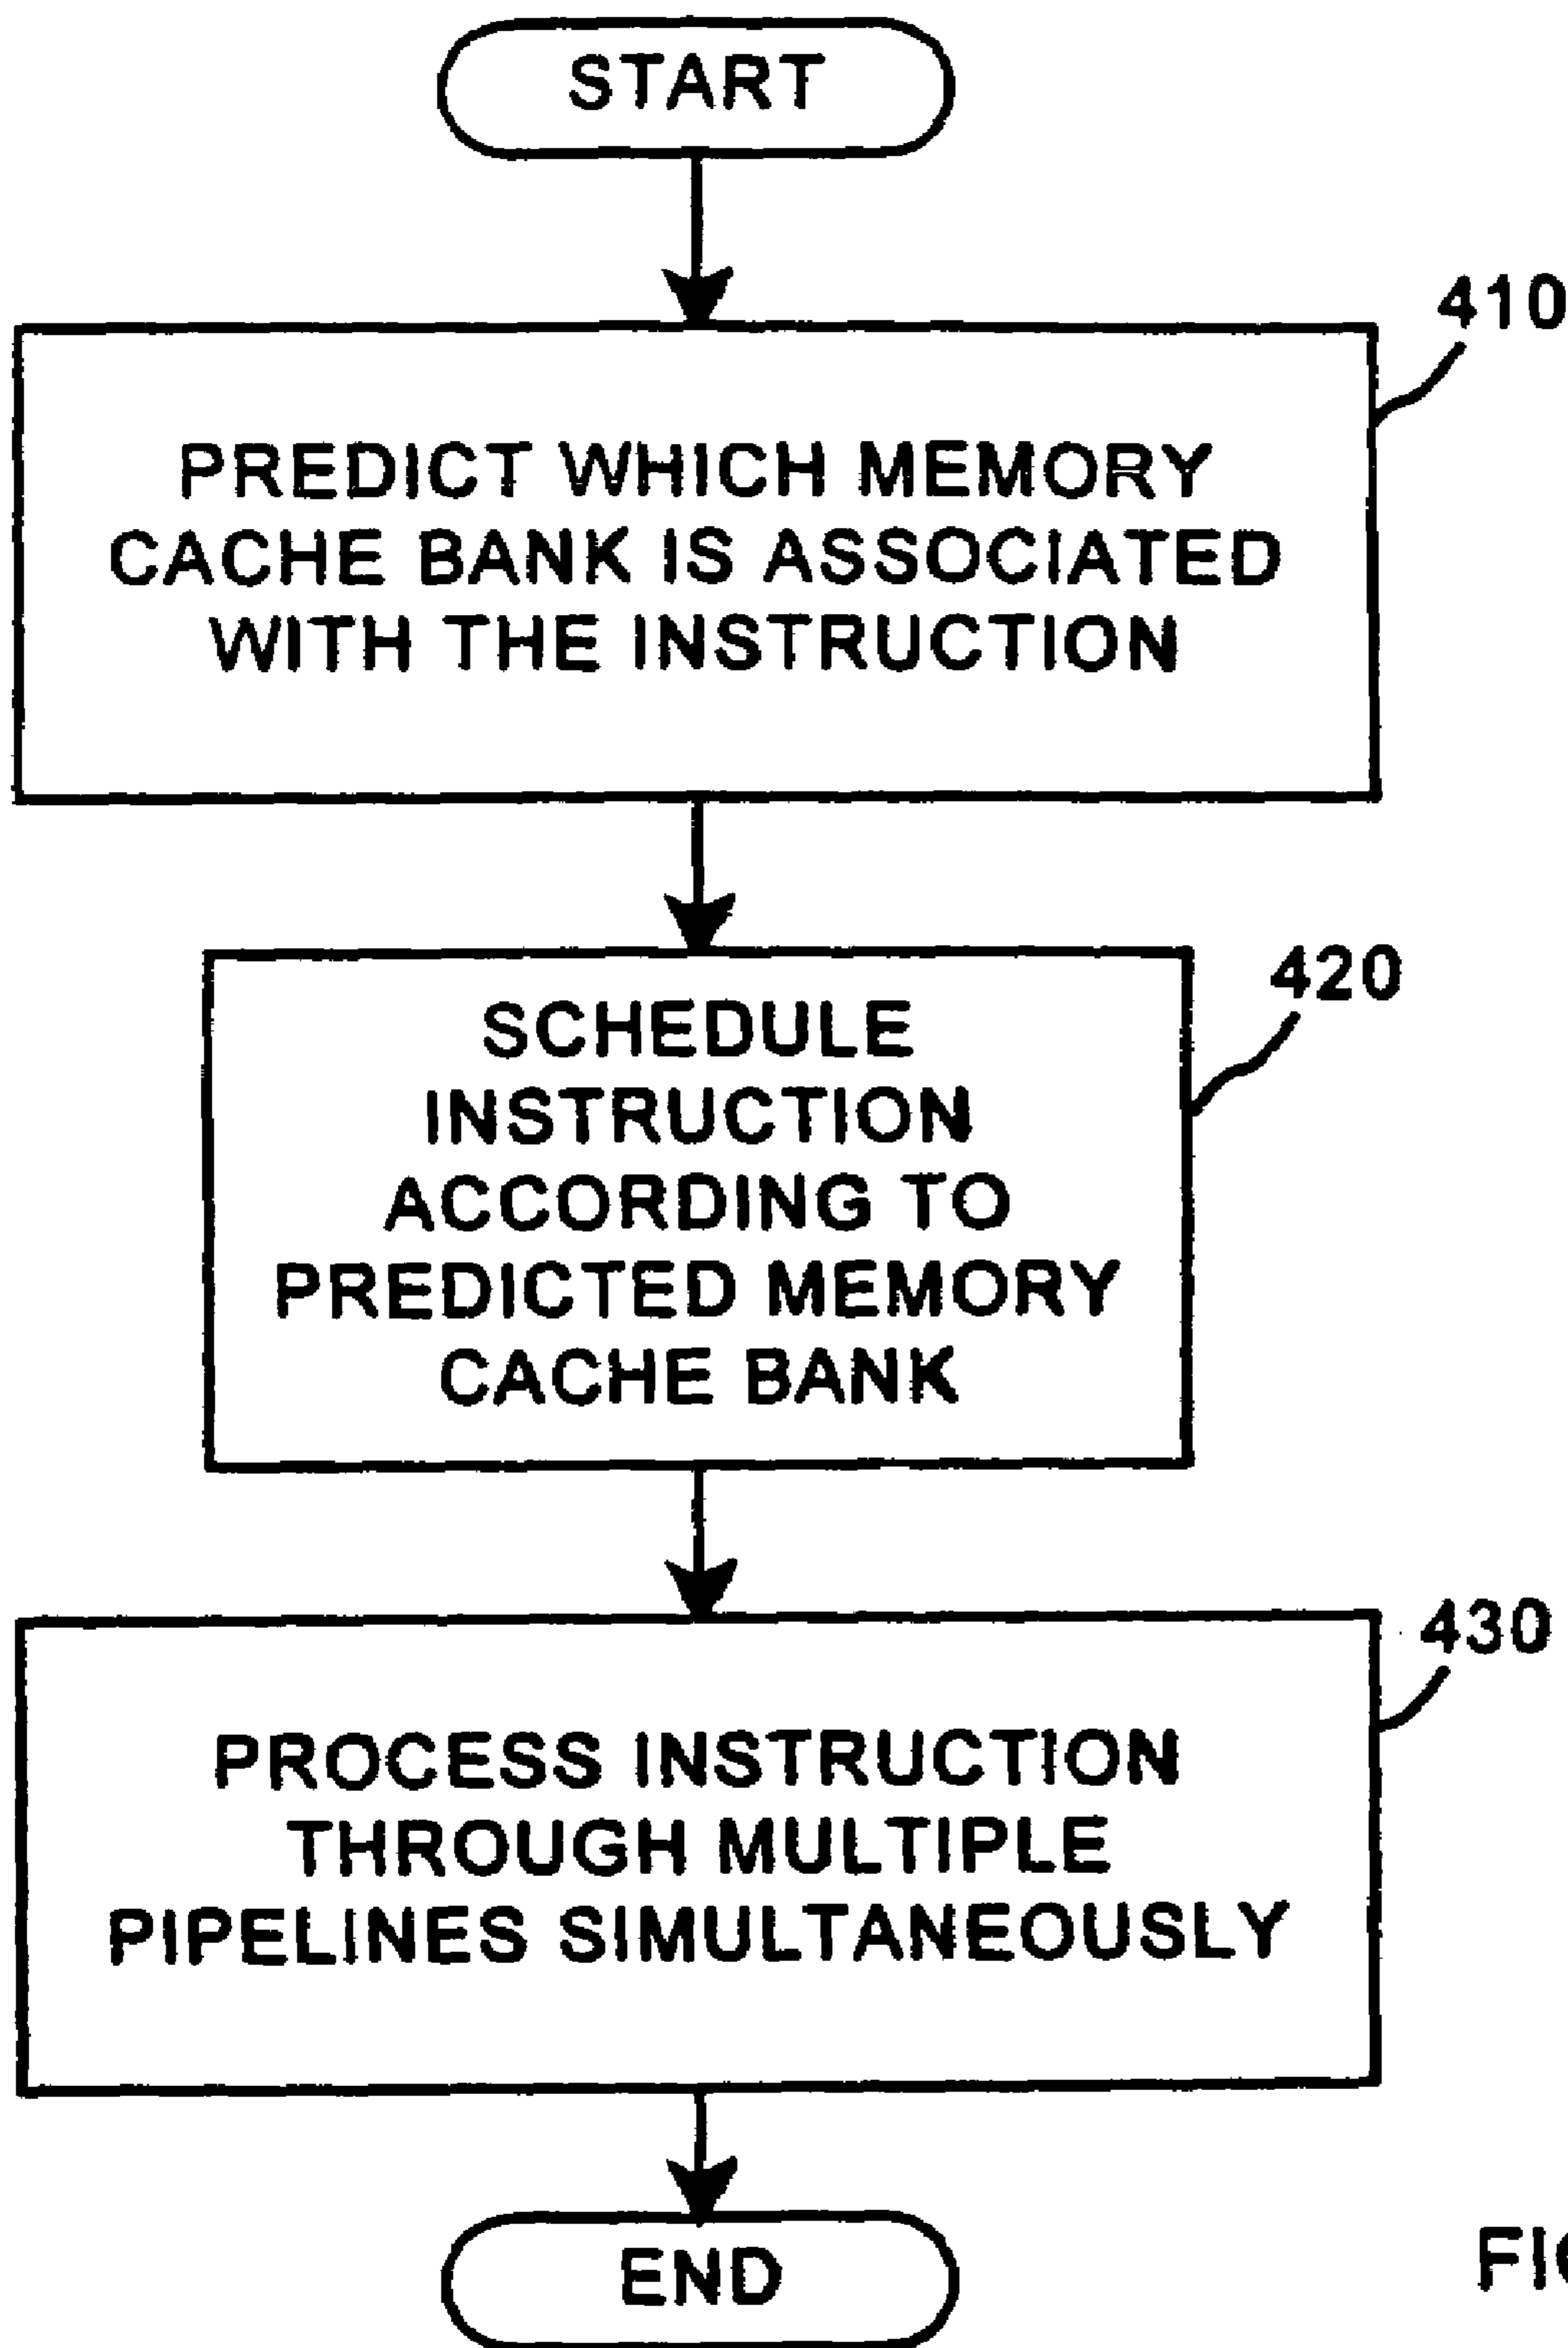 START
410
PREDICT WHICH MEMORY
CACHE BANK IS ASSOCIATED
WITH THE INSTRUCTION
420
SCHEDULE
INSTRUCTION
ACCORDING TO
PREDICTED MEMORY
CACHE BANK
430
PROCESS INSTRUCTION
THROUGH MULTIPLE
PIPELINES SIMULTANEOUSLY
END